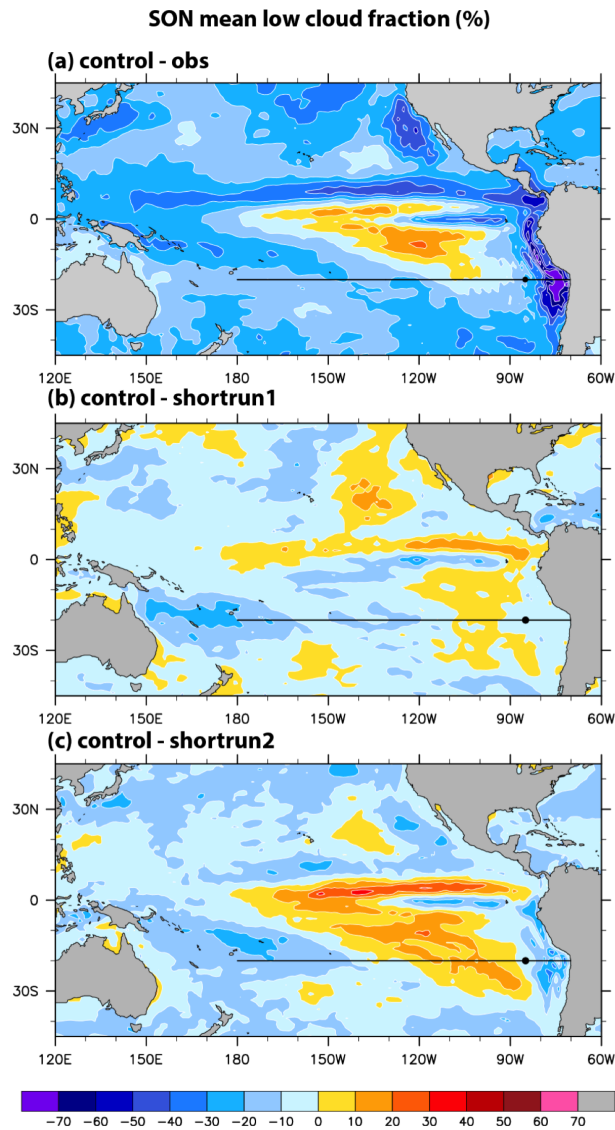 SON mean low cloud fraction (%)
(a) control - obs
30N
0
30S
120E 150E 180 150W 120W 90W 60W
(b) control - shortrun1
30N
0
30S
120E 150E 180 150W 120W 90W 60W
(c) control - shortrun2
30N
0
30S
120E 150E 180 150W 120W 90W 60W
−70 −60 −50 −40 −30 −20 −10 0 10 20 30 40 50 60 70